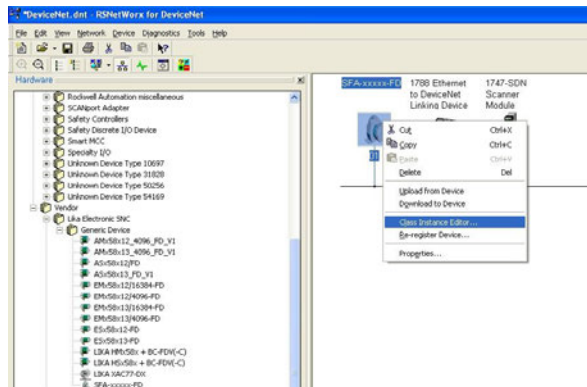 *DeviceNet.dnt - RSNetWorx for DeviceNet
File Edit View Network Device Diagnostics Tools Help
Hardware
Rockwell Automation miscellaneous
SCANport Adapter
Safety Controllers
Safety Discrete I/O Device
Smart MCC
Specialty I/O
Unknown Device Type 10697
Unknown Device Type 31828
Unknown Device Type 50256
Unknown Device Type 54169
Vendor
Lika Electronic SNC
Generic Device
AMx58x12_4096_FD_V1
AMx58x13_4096_FD_V1
ASx58x12/FD
ASx58x13_FD_V1
EMx58x12/16384-FD
EMx58x12/4096-FD
EMx58x13/16384-FD
EMx58x13/4096-FD
ESx58x12-FD
ESx58x13-FD
LIKA HMx58x + BC-FDV(-C)
LIKA HSx58x + BC-FDV(-C)
LIKA XAC77-DX
SFA-xxxxx-FD
SFA-xxxxx-FD
1788 Ethernet
to DeviceNet
Linking Device
1747-SDN
Scanner
Module
01
Cut Ctrl+X
Copy Ctrl+C
Paste Ctrl+V
Delete Del
Upload from Device
Download to Device
Class Instance Editor...
Re-register Device...
Properties...